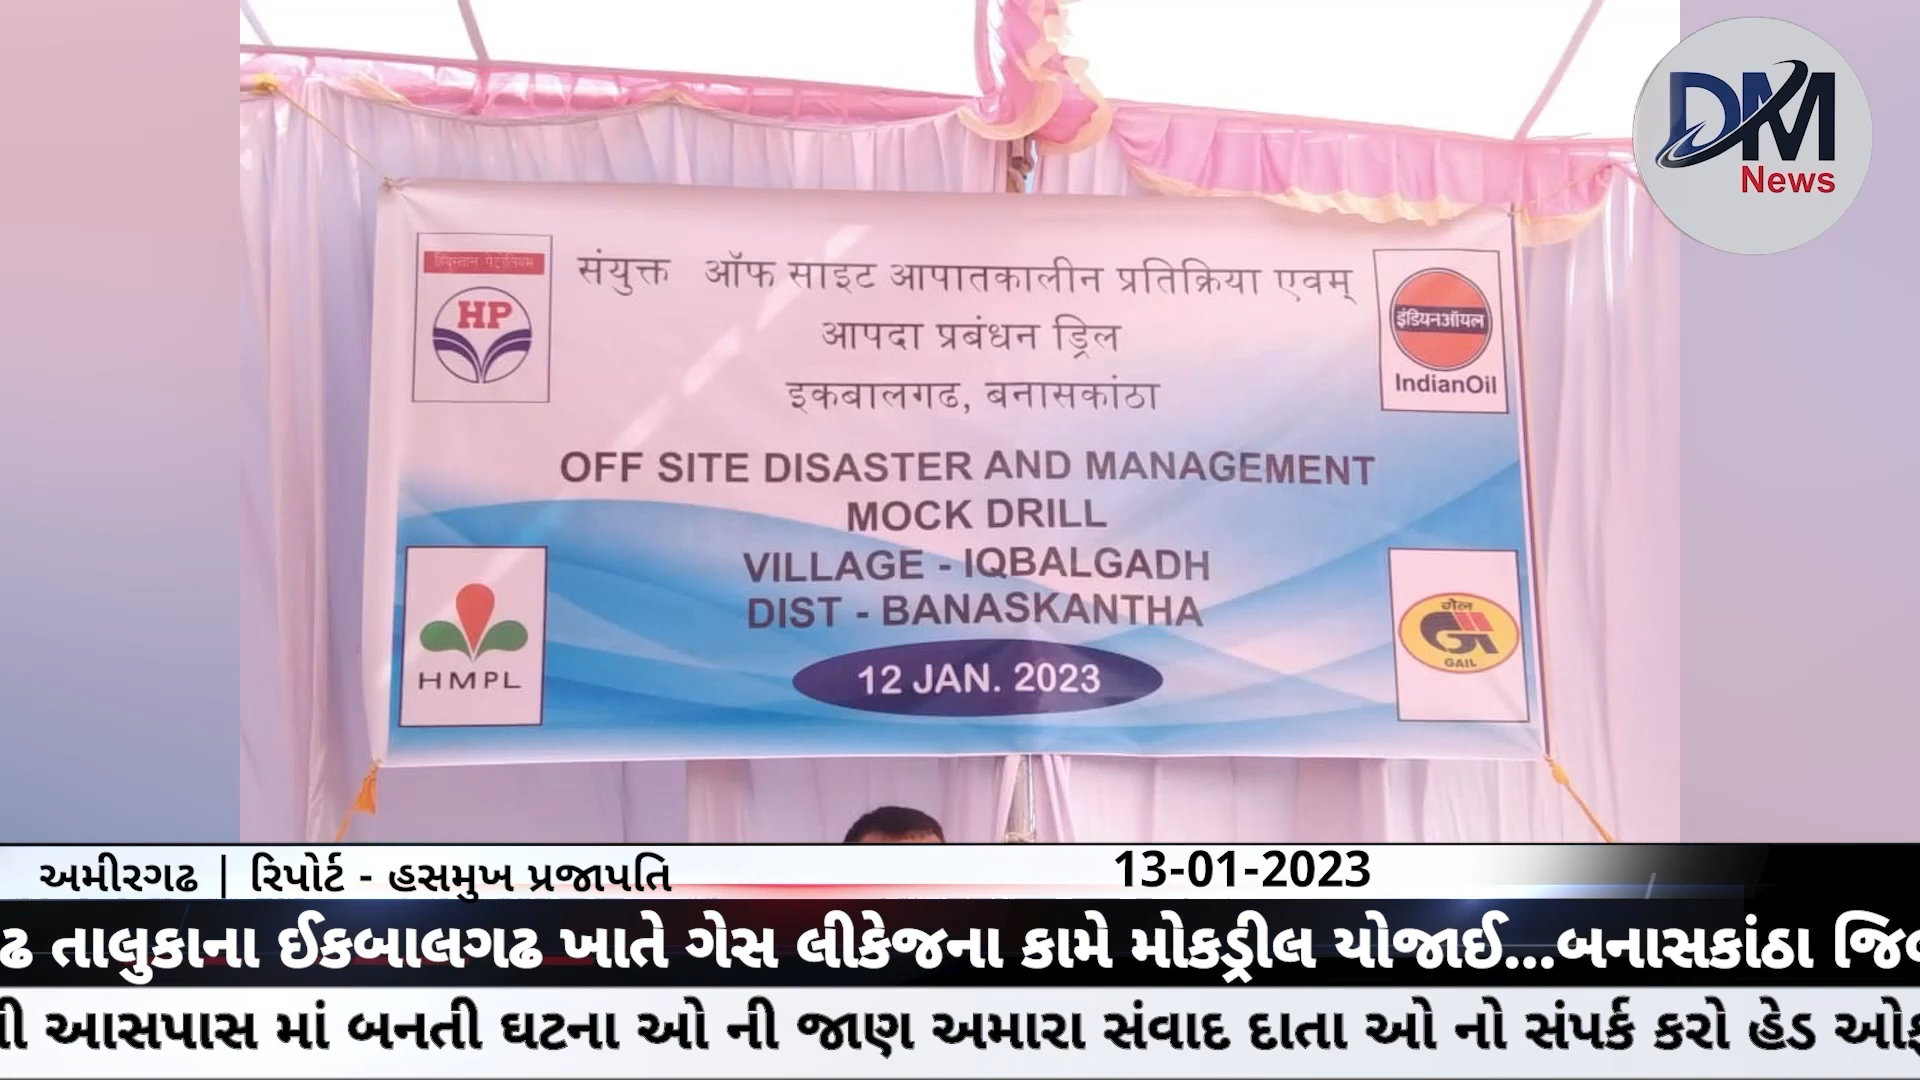 DM
News
हिंदुस्तान पेट्रोलियम
HP
संयुक्त ऑफ साइट आपातकालीन प्रतिक्रिया एवम्
आपदा प्रबंधन ड्रिल
इकबालगढ, बनासकांठा
इंडियनऑयल
IndianOil
OFF SITE DISASTER AND MANAGEMENT
MOCK DRILL
VILLAGE - IQBALGADH
DIST - BANASKANTHA
12 JAN. 2023
HMPL
गेल
GAIL
અમીરગઢ | રિપોર્ટ - હસમુખ પ્રજાપતિ
13-01-2023
ઢ તાલુકાના ઈકબાલગઢ ખાતે ગેસ લીકેજના કામે મોકડ્રીલ યોજાઈ...બનાસકાંઠા
આસપાસ માં બનતી ઘટના ઓ ની જાણ અમારા સંવાદ દાતા ઓ નો સંપર્ક કરો હેડ